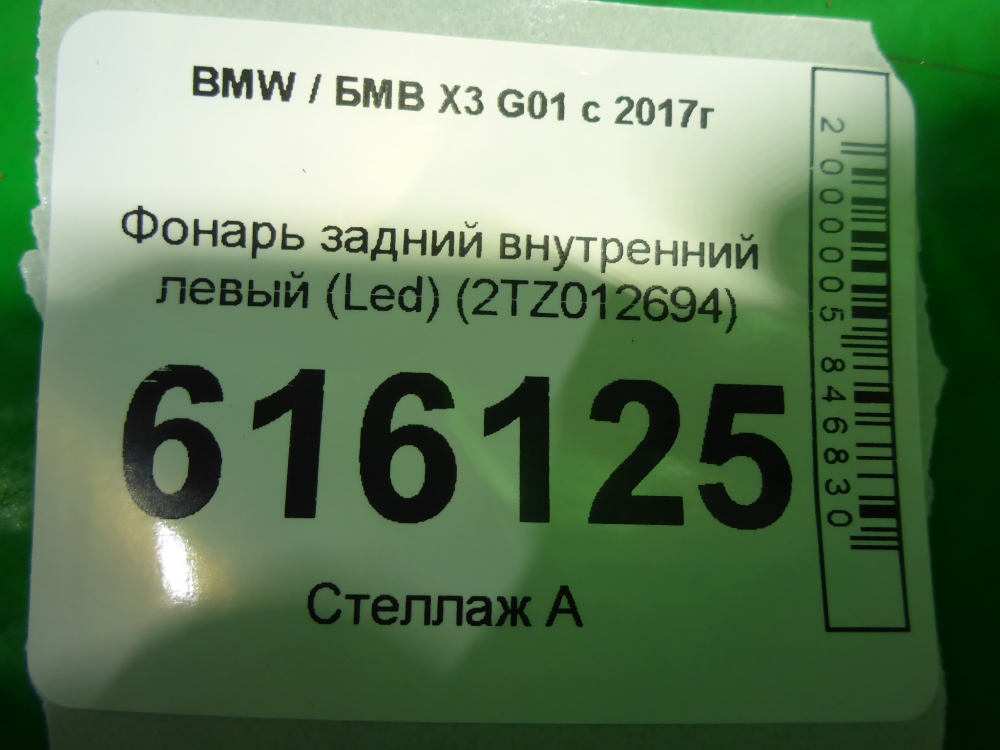 BMW / БМВ X3 G01 с 2017г
Фонарь задний внутренний
левый (Led) (2TZ012694)
616125
Стеллаж А
2000005846830